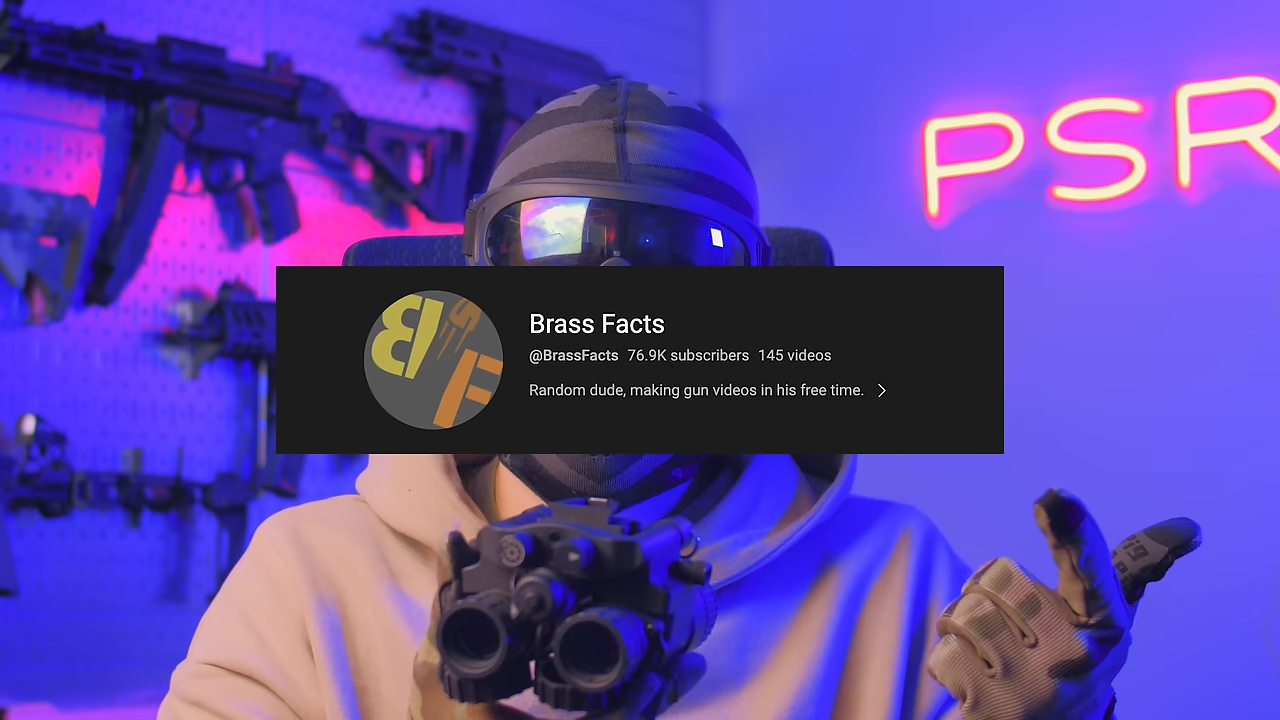 PSR
Brass Facts
@BrassFacts 76.9K subscribers 145 videos
Random dude, making gun videos in his free time.